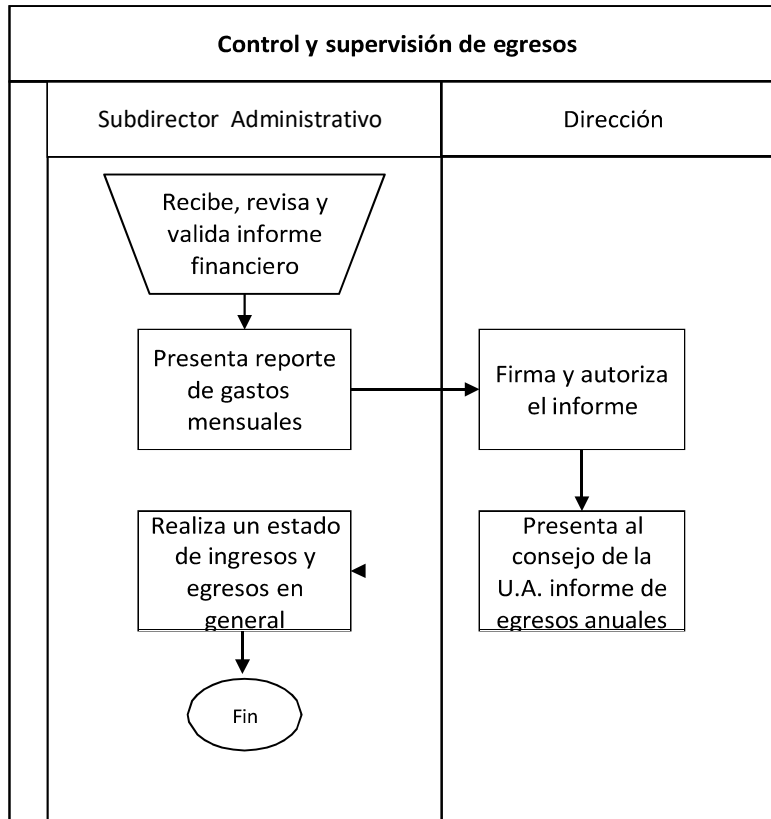 Control y supervisión de egresos
Subdirector Administrativo
Dirección
Recibe, revisa y
valida informe
financiero
Presenta reporte
de gastos
mensuales
Firma y autoriza
el informe
Realiza un estado
de ingresos y
egresos en
general
Presenta al
consejo de la
U.A. informe de
egresos anuales
Fin